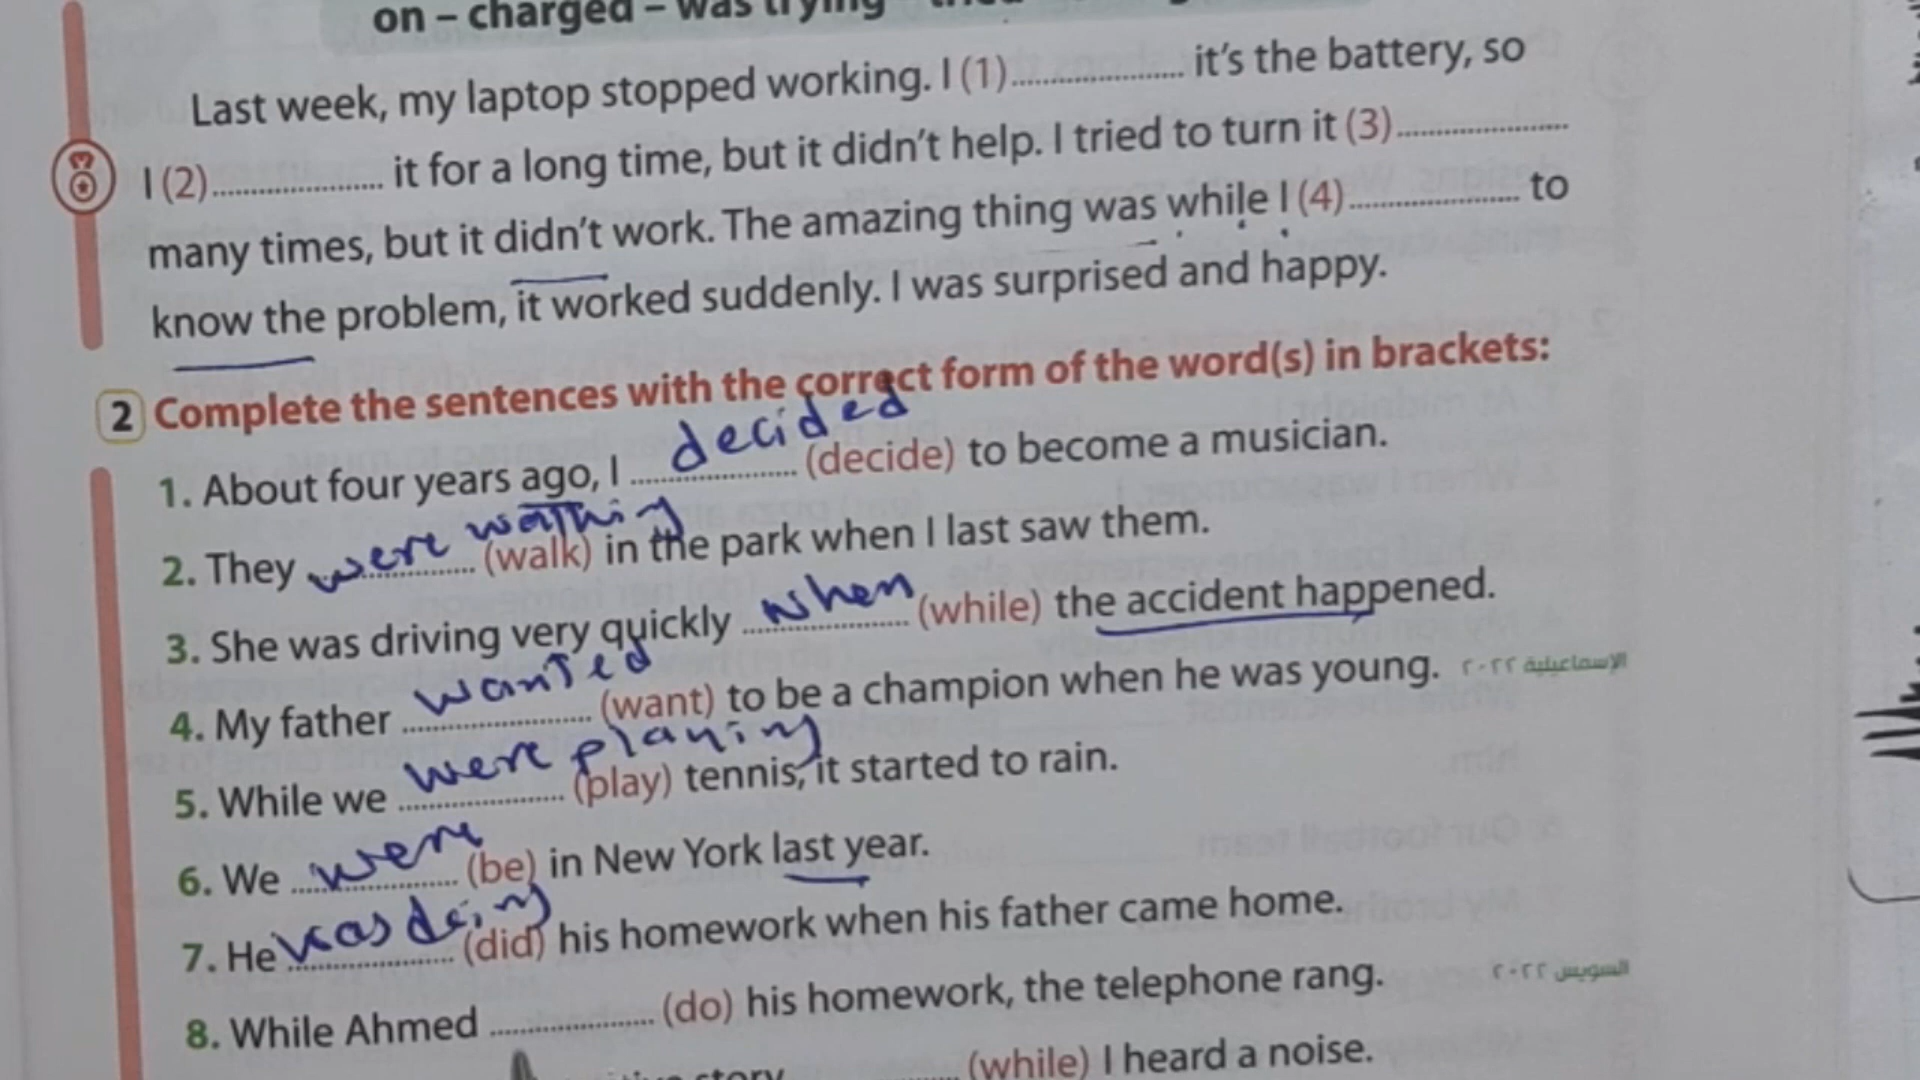 on – charged – was trying
Last week, my laptop stopped working. I (1).................... it's the battery, so
I (2).................... it for a long time, but it didn't help. I tried to turn it (3)....................
many times, but it didn't work. The amazing thing was while I (4).................... to
know the problem, it worked suddenly. I was surprised and happy.
2 Complete the sentences with the correct form of the word(s) in brackets:
1. About four years ago, I decided (decide) to become a musician.
2. They were walking (walk) in the park when I last saw them.
3. She was driving very quickly when (while) the accident happened.
4. My father wanted (want) to be a champion when he was young. الإسماعيلية ٢٠٢٢
5. While we were playing (play) tennis, it started to rain.
6. We were (be) in New York last year.
7. He was doing (did) his homework when his father came home.
8. While Ahmed .................... (do) his homework, the telephone rang. السويس ٢٠٢٢
story .................... (while) I heard a noise.